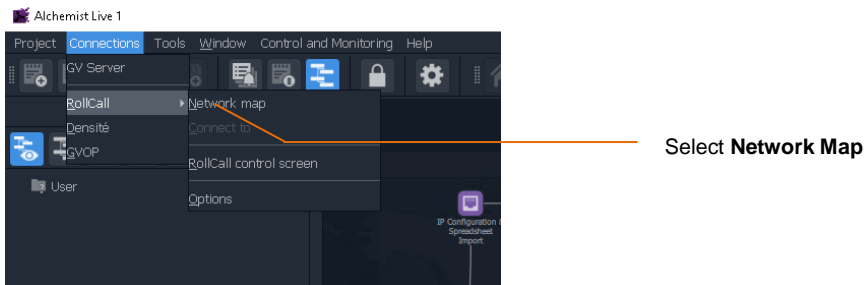 Alchemist Live 1
Project Connections Tools Window Control and Monitoring Help
GV Server
RollCall
Network map
Densité
Connect to
GVOP
RollCall control screen
Options
User
Select Network Map
IP Configuration &
Spreadsheet
Import